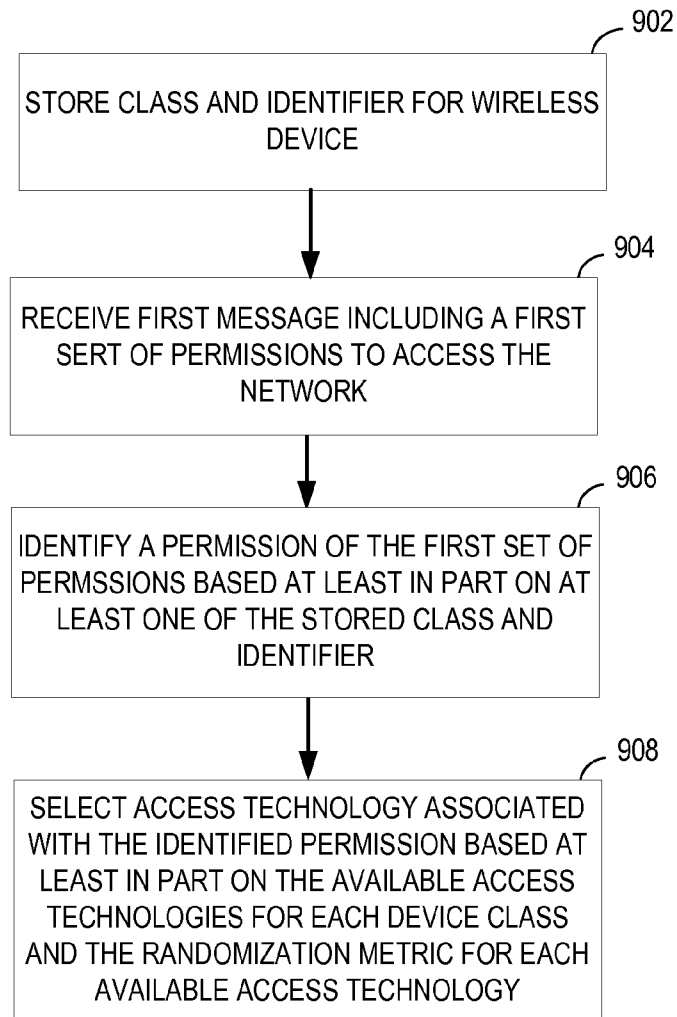 902
STORE CLASS AND IDENTIFIER FOR WIRELESS
DEVICE
904
RECEIVE FIRST MESSAGE INCLUDING A FIRST
SERT OF PERMISSIONS TO ACCESS THE
NETWORK
906
IDENTIFY A PERMISSION OF THE FIRST SET OF
PERMSSIONS BASED AT LEAST IN PART ON AT
LEAST ONE OF THE STORED CLASS AND
IDENTIFIER
908
SELECT ACCESS TECHNOLOGY ASSOCIATED
WITH THE IDENTIFIED PERMISSION BASED AT
LEAST IN PART ON THE AVAILABLE ACCESS
TECHNOLOGIES FOR EACH DEVICE CLASS
AND THE RANDOMIZATION METRIC FOR EACH
AVAILABLE ACCESS TECHNOLOGY